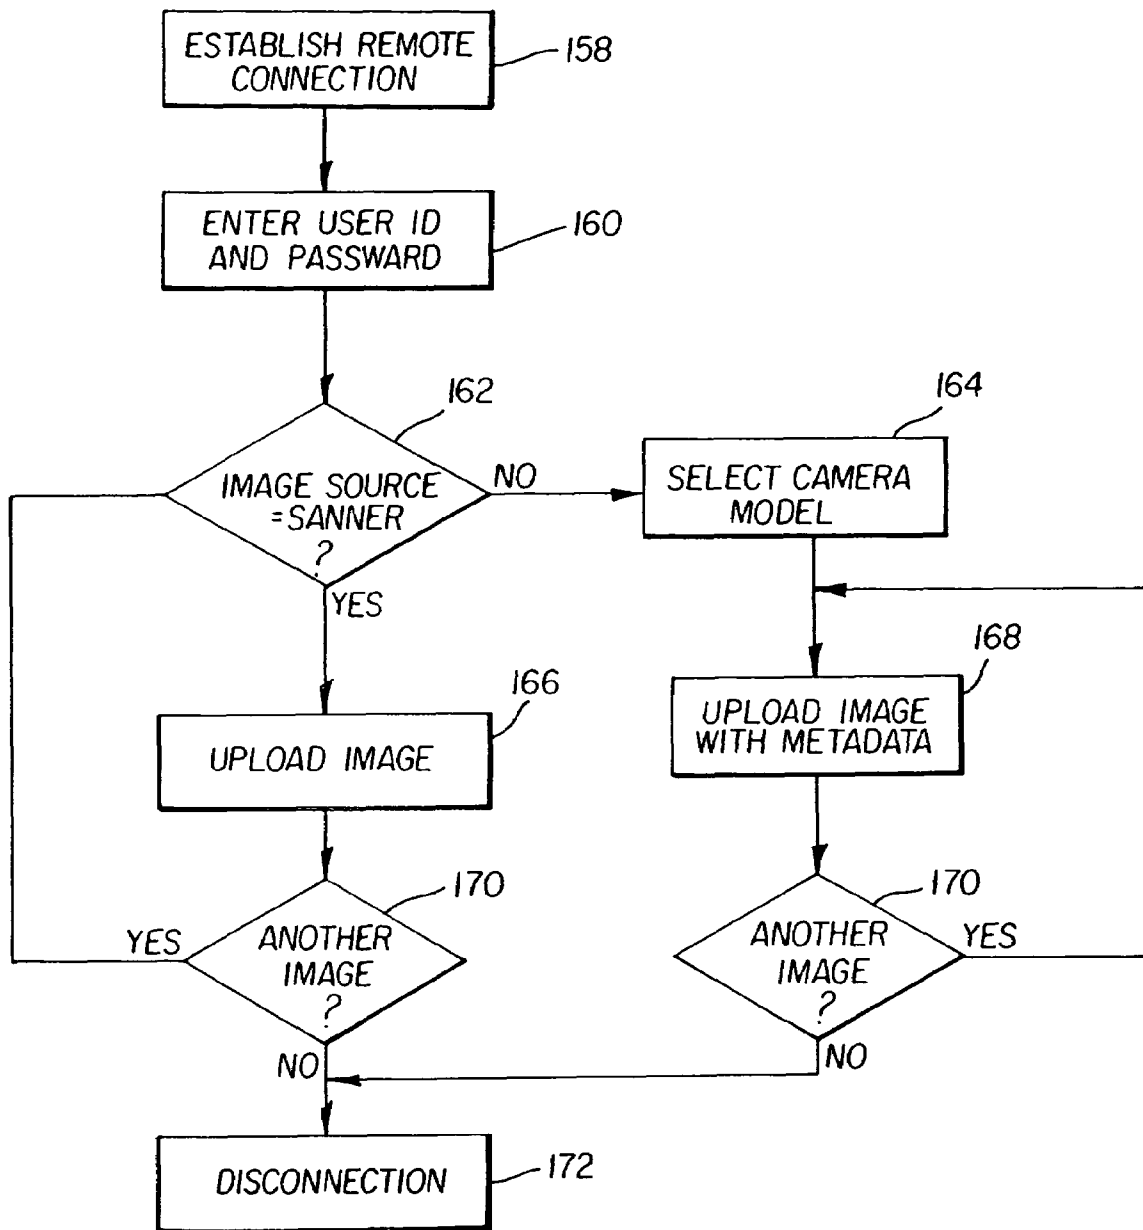 ESTABLISH REMOTE
CONNECTION
158
ENTER USER ID
AND PASSWARD
160
162
IMAGE SOURCE
=SANNER
?
NO
YES
164
SELECT CAMERA
MODEL
166
UPLOAD IMAGE
168
UPLOAD IMAGE
WITH METADATA
170
YES
ANOTHER
IMAGE
?
NO
170
ANOTHER
IMAGE
?
YES
NO
DISCONNECTION
172